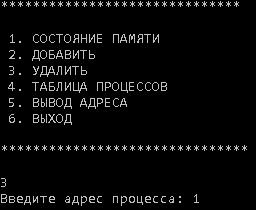 ******************************
1. СОСТОЯНИЕ ПАМЯТИ
2. ДОБАВИТЬ
3. УДАЛИТЬ
4. ТАБЛИЦА ПРОЦЕССОВ
5. ВЫВОД АДРЕСА
6. ВЫХОД
*******************************
3
Введите адрес процесса: 1